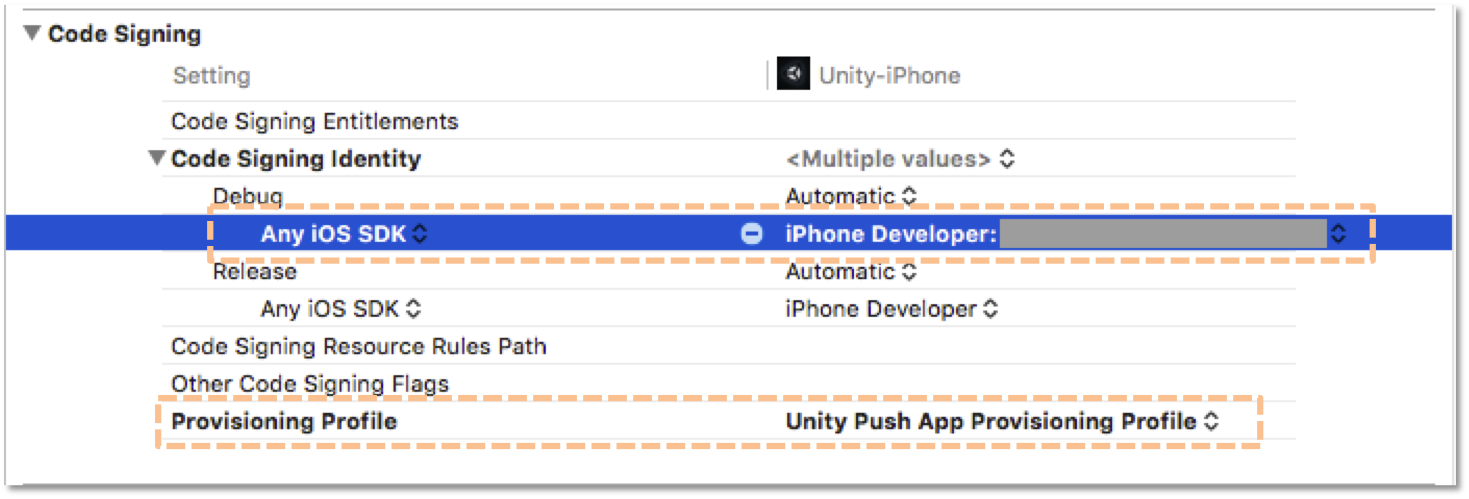 Code Signing
Setting Unity-iPhone
Code Signing Entitlements
Code Signing Identity <Multiple values>
Debug Automatic
Any iOS SDK iPhone Developer:
Release Automatic
Any iOS SDK iPhone Developer
Code Signing Resource Rules Path
Other Code Signing Flags
Provisioning Profile Unity Push App Provisioning Profile